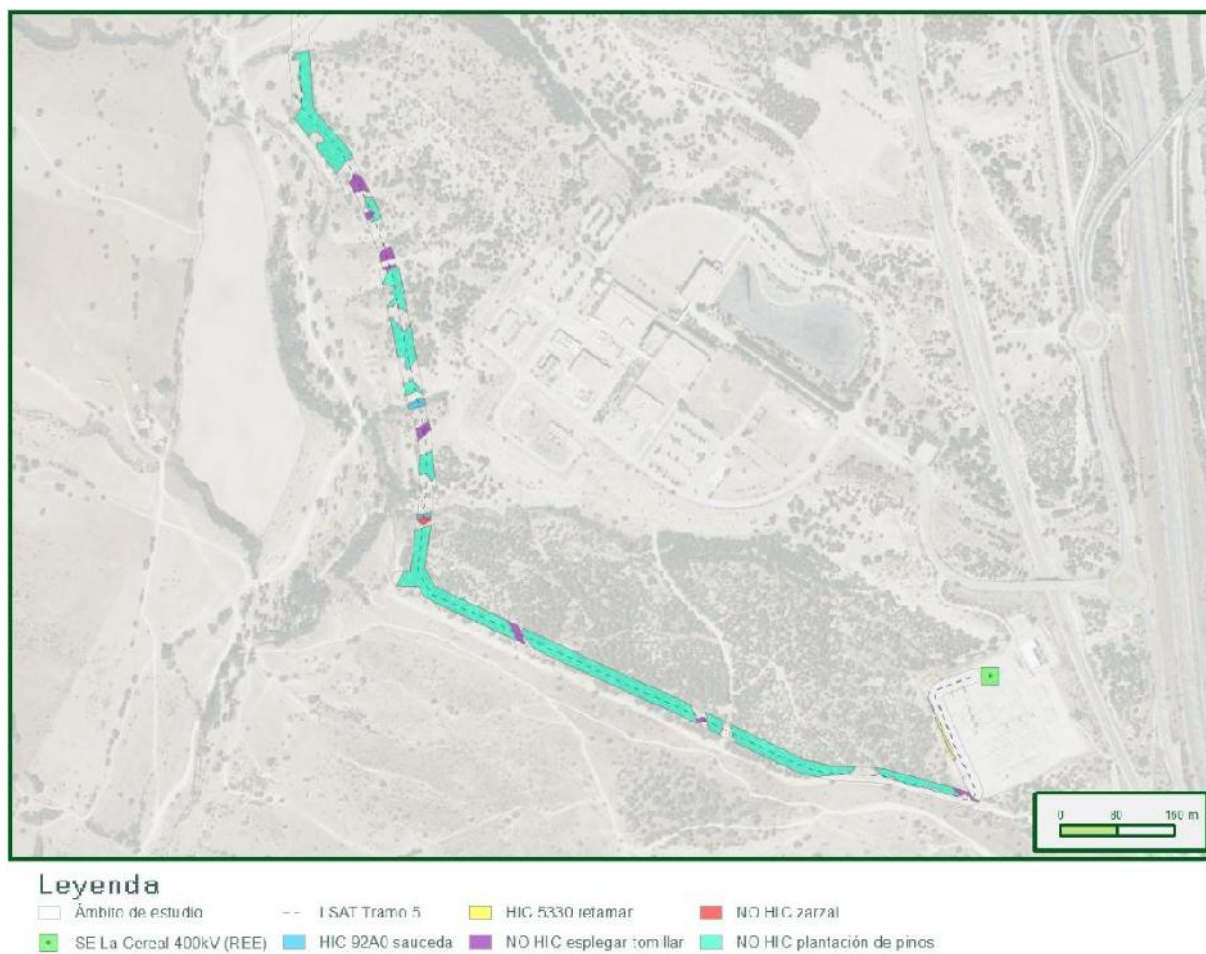 0 80 160 m
Leyenda
Ámbito de estudio -- LSAT Tramo 5 HIC 5330 retamar NO HIC zarzal
SE La Cereal 400kV (REE) HIC 92A0 sauceda NO HIC esplegar tomillar NO HIC plantación de pinos